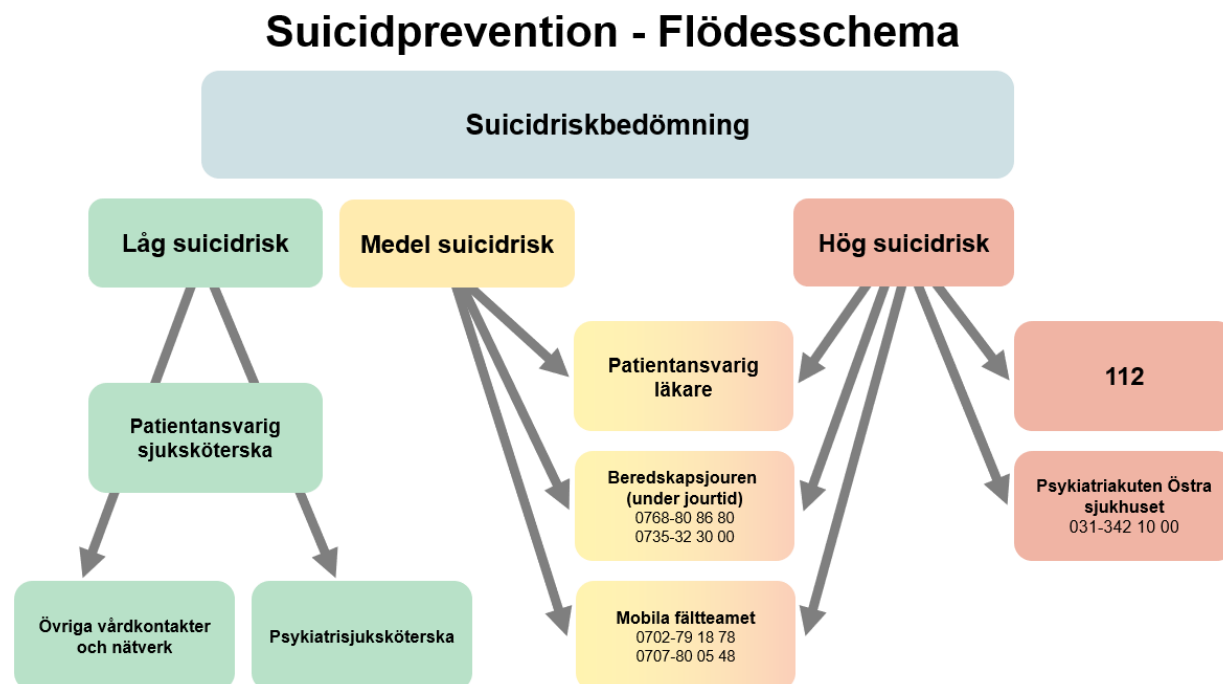 Suicidprevention - Flödesschema
Suicidriskbedömning
Låg suicidrisk
Medel suicidrisk
Hög suicidrisk
Patientansvarig
läkare
112
Patientansvarig
sjuksköterska
Beredskapsjouren
(under jourtid)
0768-80 86 80
0735-32 30 00
Psykiatriakuten Östra
sjukhuset
031-342 10 00
Övriga vårdkontakter
och nätverk
Psykiatrisjuksköterska
Mobila fältteamet
0702-79 18 78
0707-80 05 48